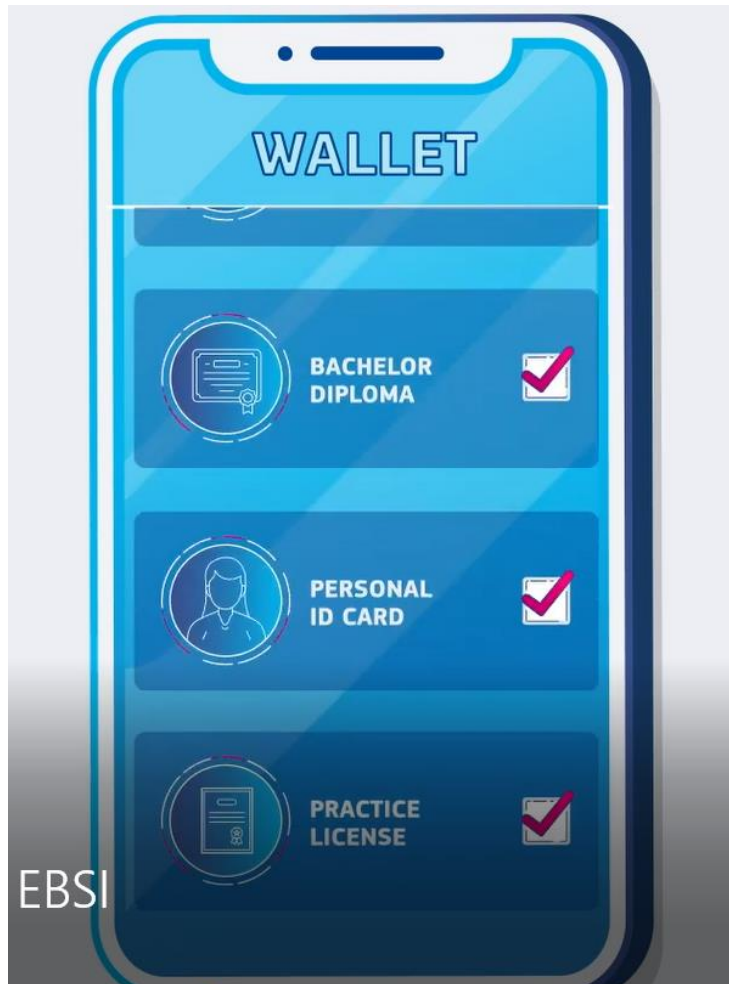 WALLET
BACHELOR
DIPLOMA
PERSONAL
ID CARD
PRACTICE
LICENSE
EBSI